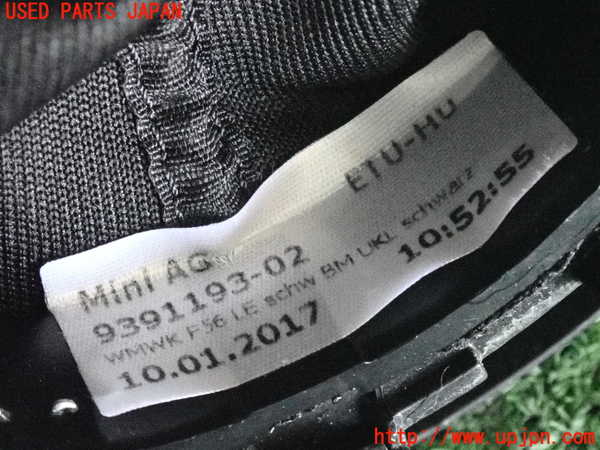 USED PARTS JAPAN
ETU-HU
Mini AG
9391193-02
WMWK F56 I.E schw BM UKL schwarz
10.01.2017 10:52:55
http://www.upjpn.com/